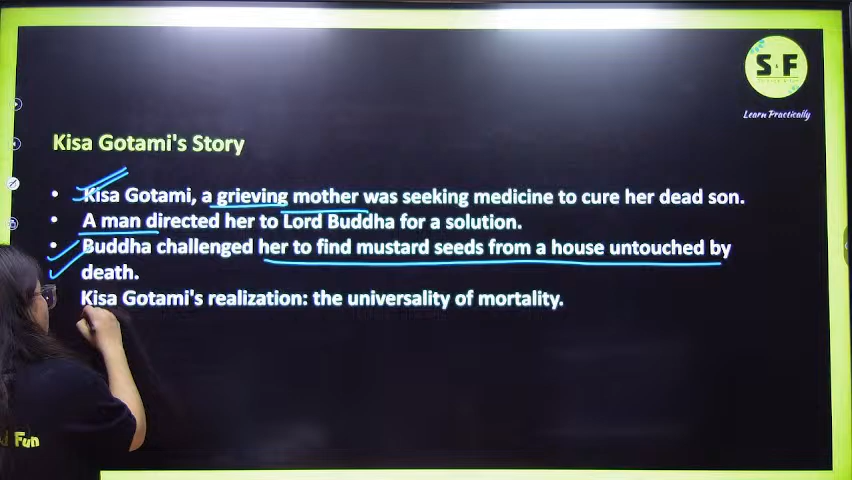 S&F
Learn Practically
Kisa Gotami's Story
• Kisa Gotami, a grieving mother was seeking medicine to cure her dead son.
• A man directed her to Lord Buddha for a solution.
• Buddha challenged her to find mustard seeds from a house untouched by
death.
Kisa Gotami's realization: the universality of mortality.
Fun